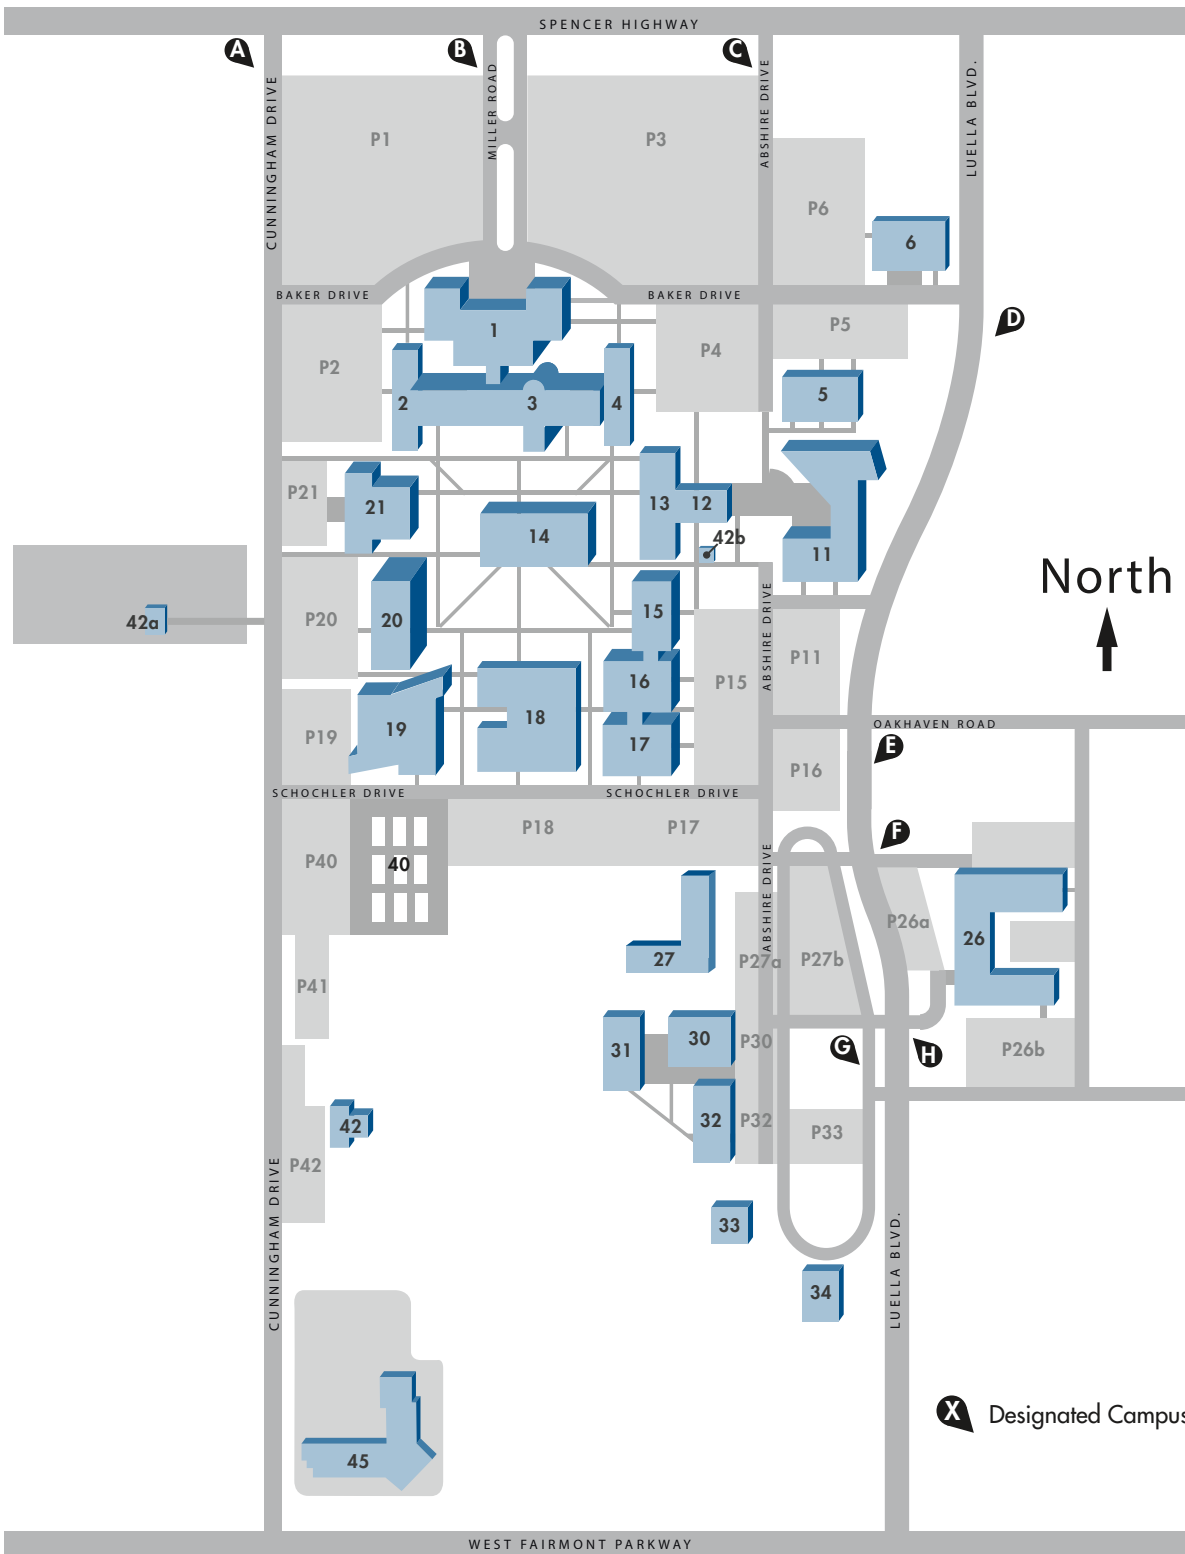 SPENCER HIGHWAY
A
B
C
CUNNINGHAM DRIVE
MILLER ROAD
ABSHIRE DRIVE
LUELLA BLVD.
P1
P3
P6
6
BAKER DRIVE
BAKER DRIVE
D
P5
1
P4
P2
2
3
4
5
P21
21
13
12
14
42b
11
North
42a
P20
20
15
ABSHIRE DRIVE
P11
16
P15
18
OAKHAVEN ROAD
19
P19
17
E
P16
SCHOCHLER DRIVE
SCHOCHLER DRIVE
P18
P17
F
P40
40
ABSHIRE DRIVE
P26a
26
27
P27a
P27b
P41
31
30
P30
G
H
P26b
42
32
P32
P33
P42
CUNNINGHAM DRIVE
33
LUELLA BLVD.
34
X Designated Campus
45
WEST FAIRMONT PARKWAY